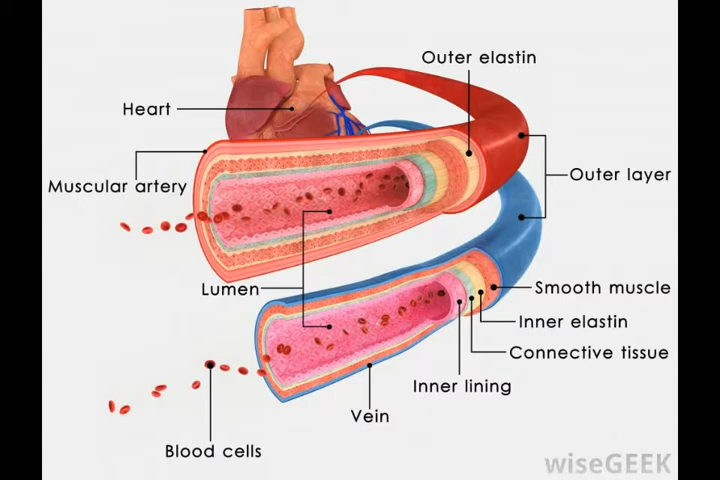 Outer elastin
Heart
Muscular artery
Outer layer
Lumen
Smooth muscle
Inner elastin
Connective tissue
Inner lining
Vein
Blood cells
wiseGEEK